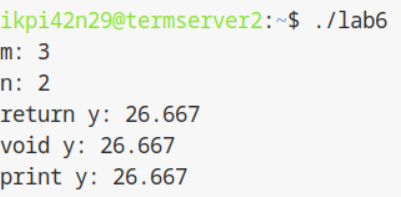 ikpi42n29@termserver2:~$ ./lab6
m: 3
n: 2
return y: 26.667
void y: 26.667
print y: 26.667